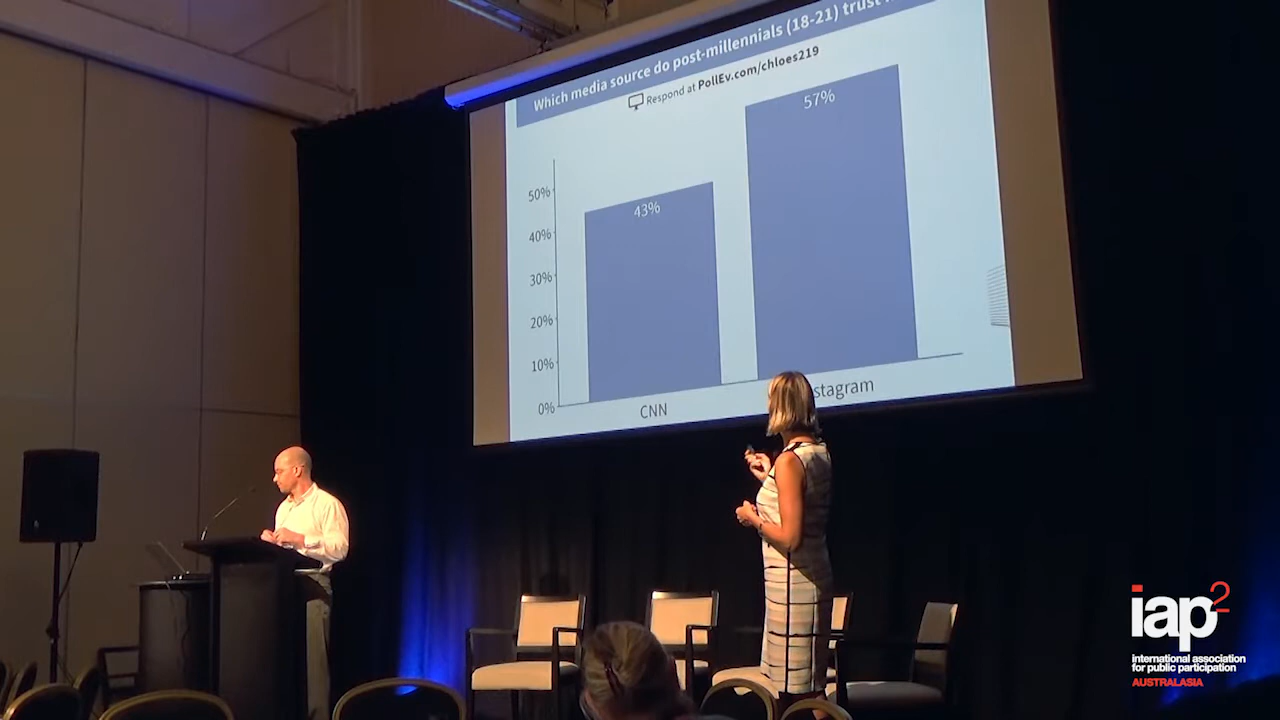 Which media source do post-millennials (18-21) trust
Respond at PollEv.com/chloes219
57%
43%
50%
40%
30%
20%
10%
0%
CNN
stagram
iap2
international association
for public participation
AUSTRALASIA